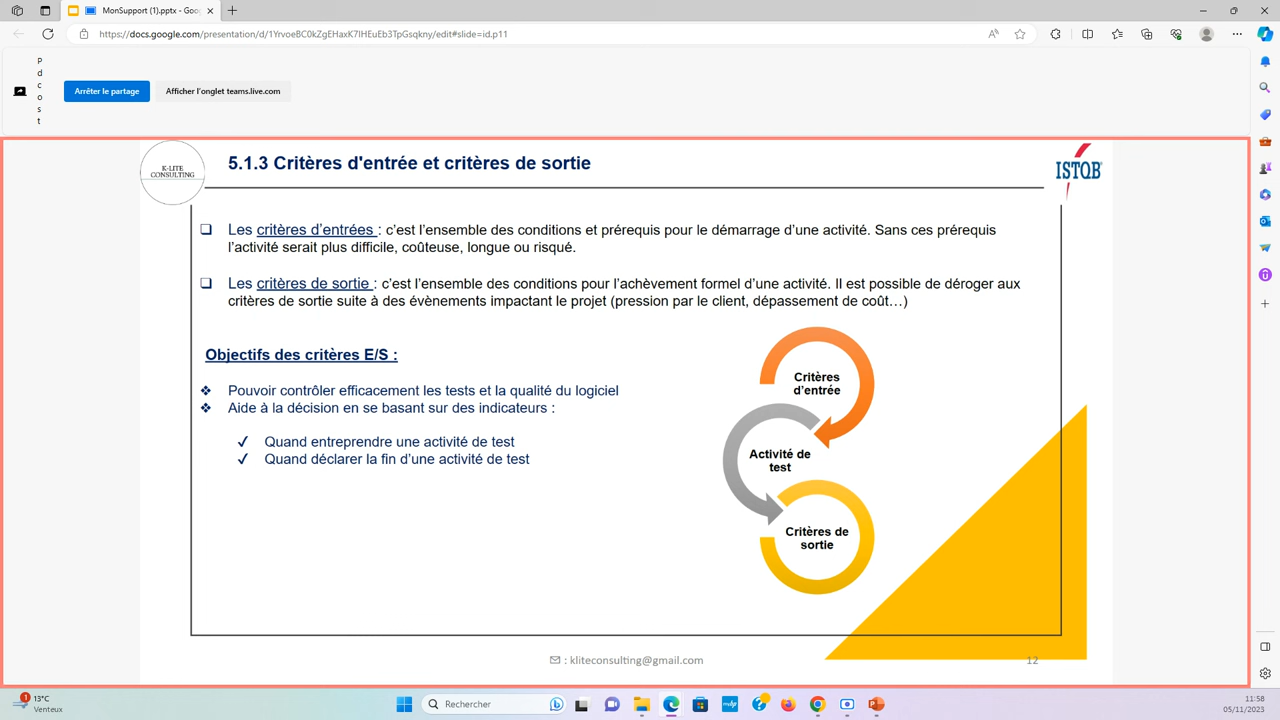 MonSupport (1).pptx - Goo
https://docs.google.com/presentation/d/1YrvoeBC0kZgEHaxK7IHEuEb3TpGsqkny/edit#slide=id.p11
P
d
c
o
s
t
Arrêter le partage
Afficher l'onglet teams.live.com
K-LITE
CONSULTING
5.1.3 Critères d'entrée et critères de sortie
ISTQB
Les critères d'entrées : c'est l'ensemble des conditions et prérequis pour le démarrage d'une activité. Sans ces prérequis
l'activité serait plus difficile, coûteuse, longue ou risqué.
Les critères de sortie : c'est l'ensemble des conditions pour l'achèvement formel d'une activité. Il est possible de déroger aux
critères de sortie suite à des évènements impactant le projet (pression par le client, dépassement de coût…)
Objectifs des critères E/S :
Pouvoir contrôler efficacement les tests et la qualité du logiciel
Aide à la décision en se basant sur des indicateurs :
Quand entreprendre une activité de test
Quand déclarer la fin d'une activité de test
Critères
d'entrée
Activité de
test
Critères de
sortie
: kliteconsulting@gmail.com
12
1
13°C
Venteux
Rechercher
11:58
05/11/2023